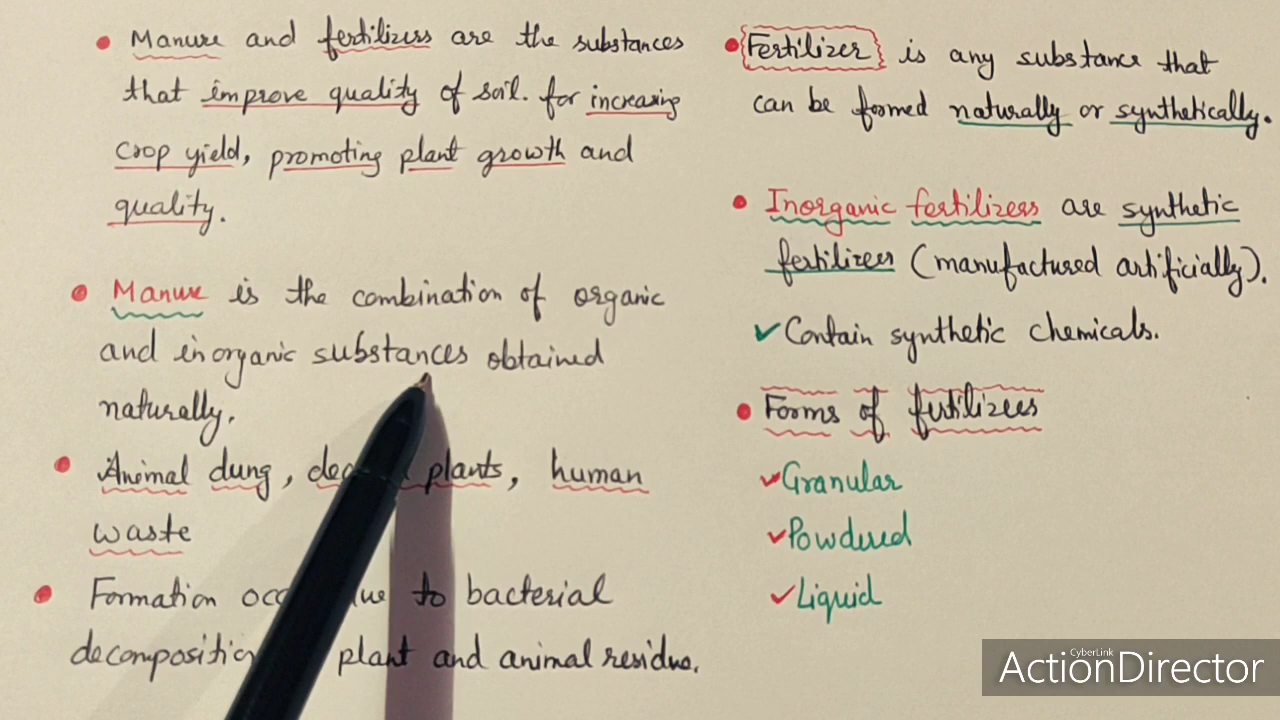 • Manure and fertilizers are the substances
that improve quality of soil. for increasing
crop yield, promoting plant growth and
quality.
• Manure is the combination of organic
and inorganic substances obtained
naturally.
• Animal dung, plants, human
waste
• Formation to bacterial
plant and animal residue.
• Fertilizer is any substance that
can be formed naturally or synthetically.
• Inorganic fertilizers are synthetic
fertilizers (manufactured artificially).
✓ Contain synthetic chemicals.
• Forms of fertilizers
✓ Granular
✓ Powdered
✓ Liquid
CyberLink
ActionDirector